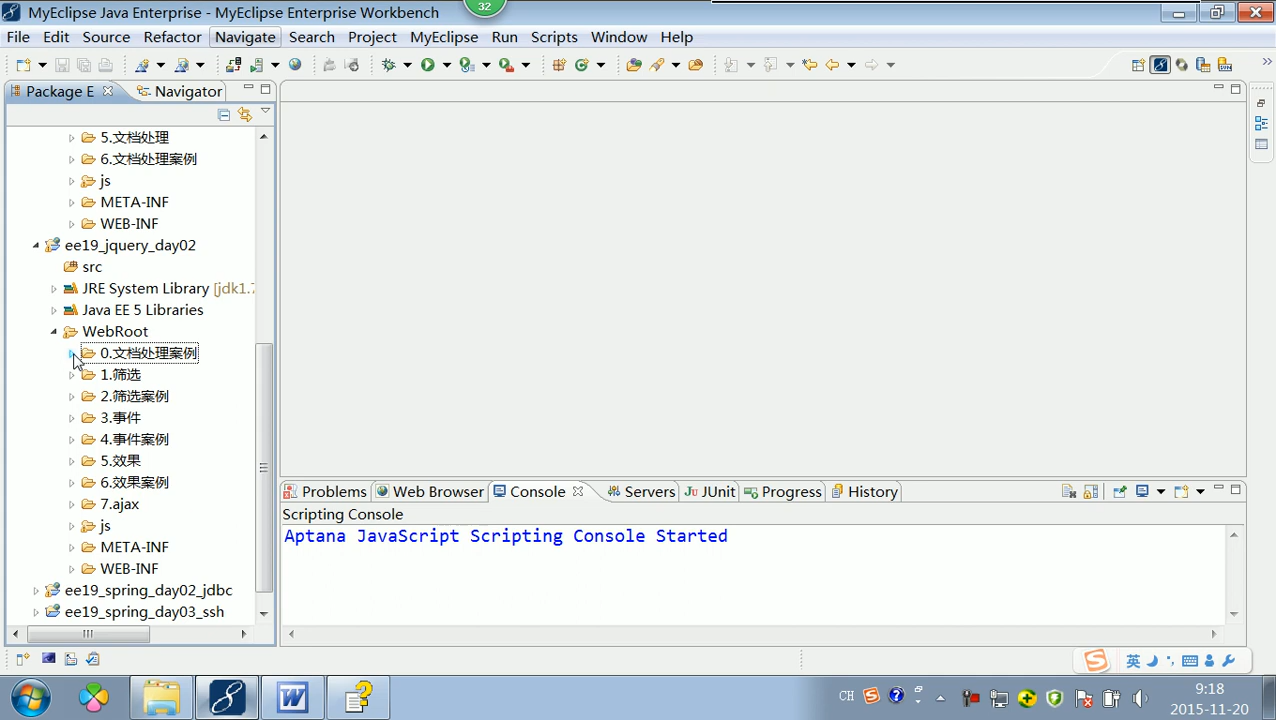 MyEclipse Java Enterprise - MyEclipse Enterprise Workbench
32
File Edit Source Refactor Navigate Search Project MyEclipse Run Scripts Window Help
Package E Navigator
5.文档处理
6.文档处理案例
js
META-INF
WEB-INF
ee19_jquery_day02
src
JRE System Library [jdk1.7
Java EE 5 Libraries
WebRoot
0.文档处理案例
1.筛选
2.筛选案例
3.事件
4.事件案例
5.效果
6.效果案例
7.ajax
js
META-INF
WEB-INF
ee19_spring_day02_jdbc
ee19_spring_day03_ssh
Problems Web Browser Console Servers JUnit Progress History
Scripting Console
Aptana JavaScript Scripting Console Started
英
CH
9:18
2015-11-20